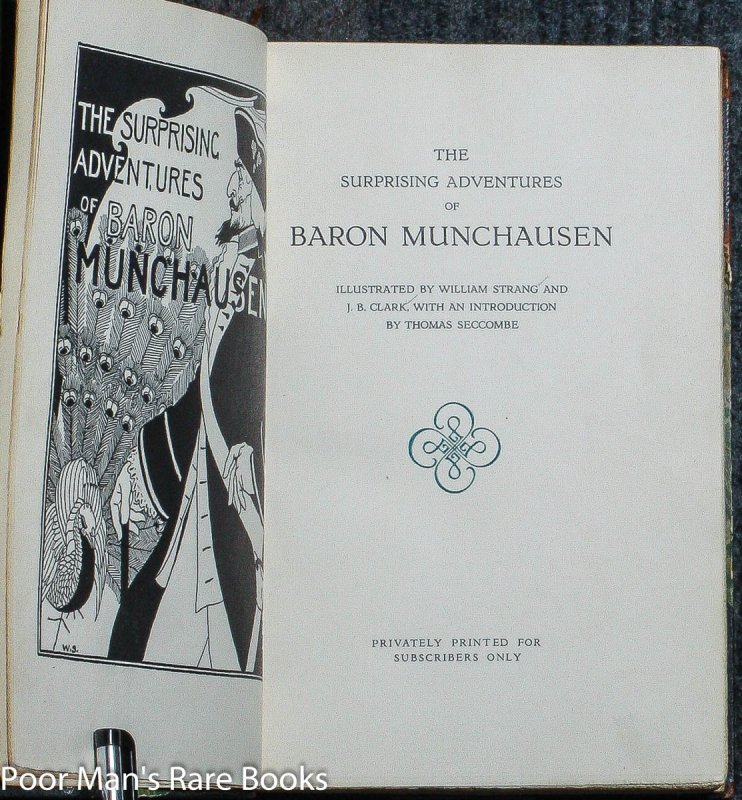 THE SURPRISING
ADVENTURES
OF BARON
MUNCHAUSEN
W.S.
THE
SURPRISING ADVENTURES
OF
BARON MUNCHAUSEN
ILLUSTRATED BY WILLIAM STRANG AND
J. B. CLARK, WITH AN INTRODUCTION
BY THOMAS SECCOMBE
PRIVATELY PRINTED FOR
SUBSCRIBERS ONLY
Poor Man's Rare Books